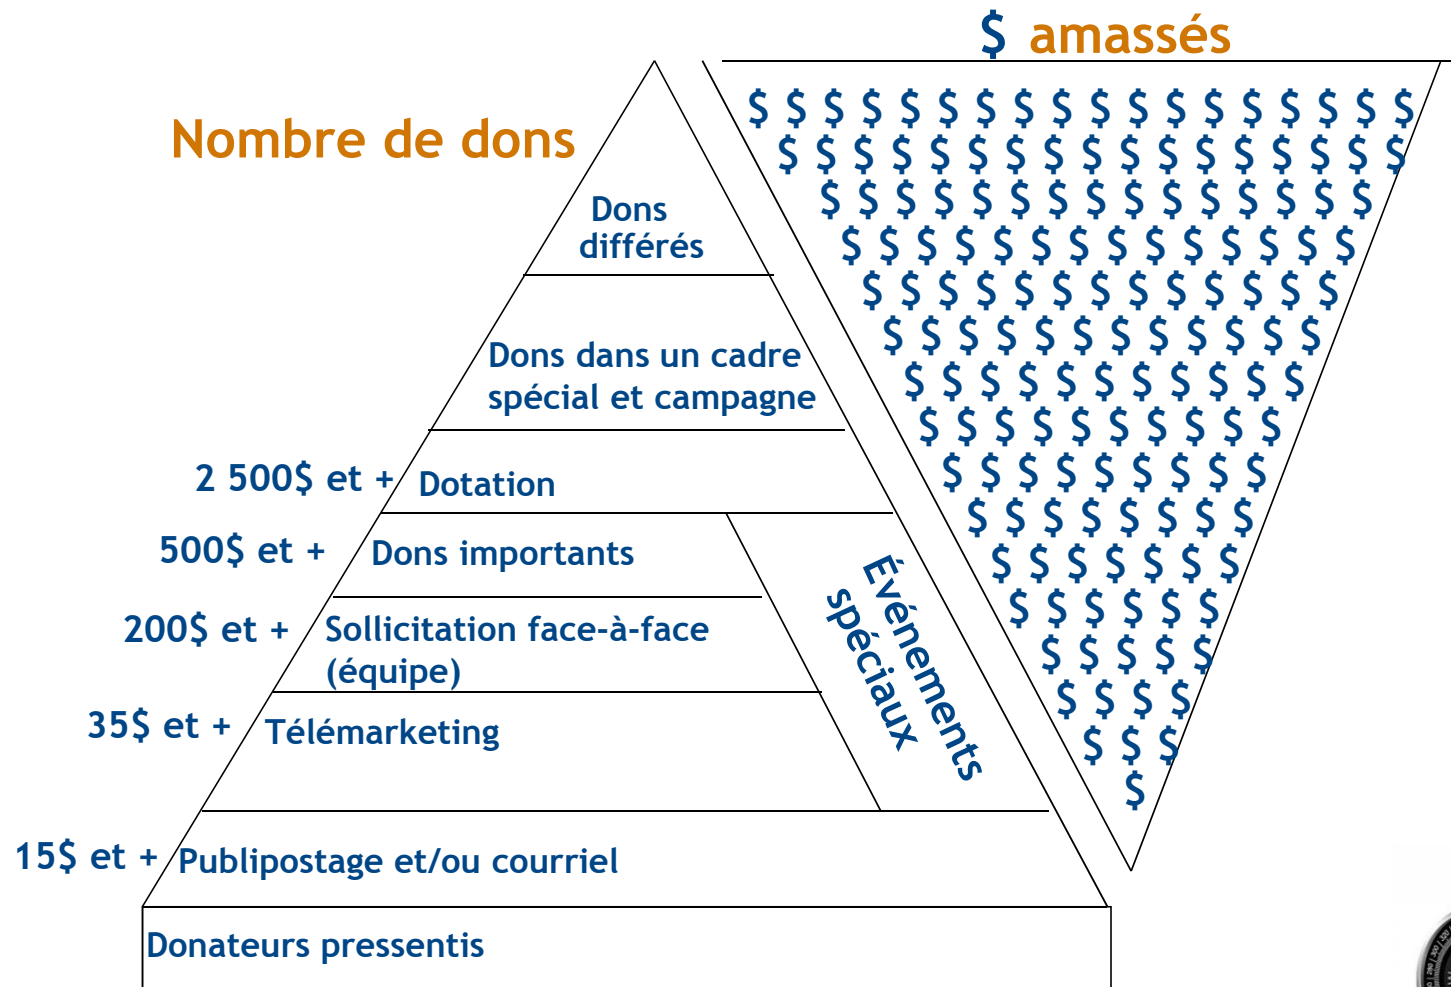 $ amassés
Nombre de dons
$ $ $ $ $ $ $ $ $ $ $ $ $ $ $ $ $ $
$ $ $ $ $ $ $ $ $ $ $ $ $ $ $ $ $
$ $ $ $ $ $ $ $ $ $ $ $ $ $ $
$ $ $ $ $ $ $ $ $ $ $ $ $ $
$ $ $ $ $ $ $ $ $ $ $ $ $
$ $ $ $ $ $ $ $ $ $ $ $
$ $ $ $ $ $ $ $ $ $ $
$ $ $ $ $ $ $ $ $ $
$ $ $ $ $ $ $ $ $
$ $ $ $ $ $ $ $
$ $ $ $ $ $ $
$ $ $ $ $ $
$ $ $ $ $
$ $ $ $
$ $ $
$
Dons
différés
Dons dans un cadre
spécial et campagne
2 500$ et + Dotation
500$ et + Dons importants
200$ et + Sollicitation face-à-face
(équipe)
35$ et + Télémarketing
Événements
spéciaux
15$ et + Publipostage et/ou courriel
Donateurs pressentis